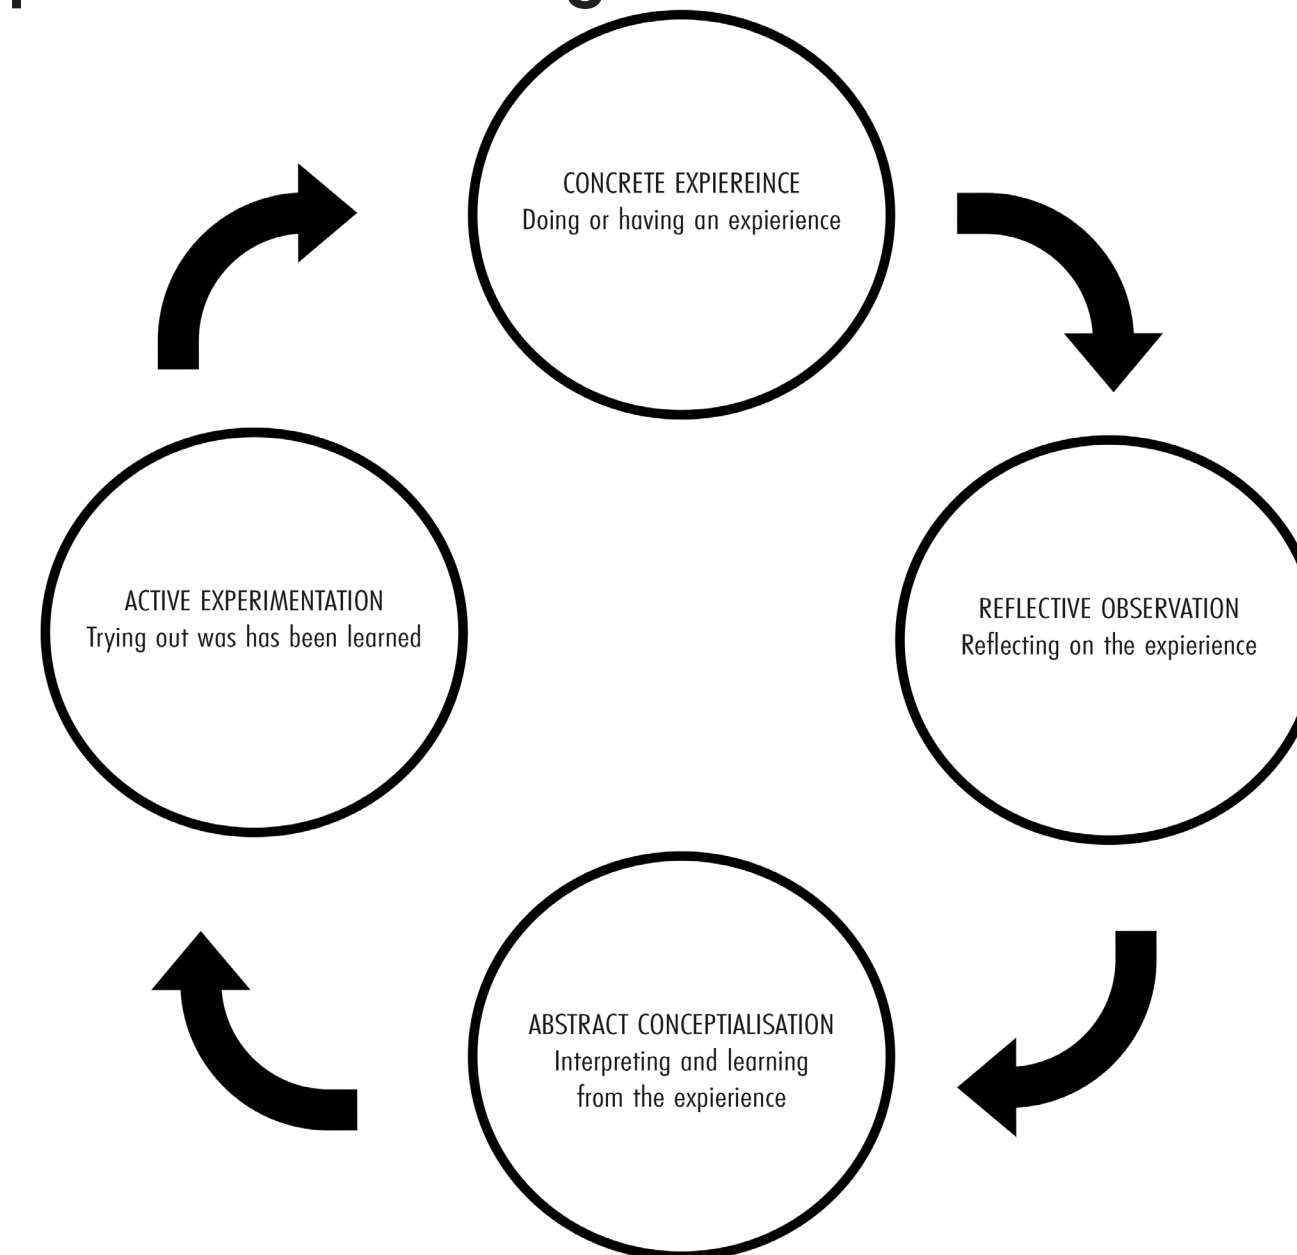 CONCRETE EXPIEREINCE
Doing or having an expierience
REFLECTIVE OBSERVATION
Reflecting on the expierience
ABSTRACT CONCEPTIALISATION
Interpreting and learning
from the expierience
ACTIVE EXPERIMENTATION
Trying out was has been learned